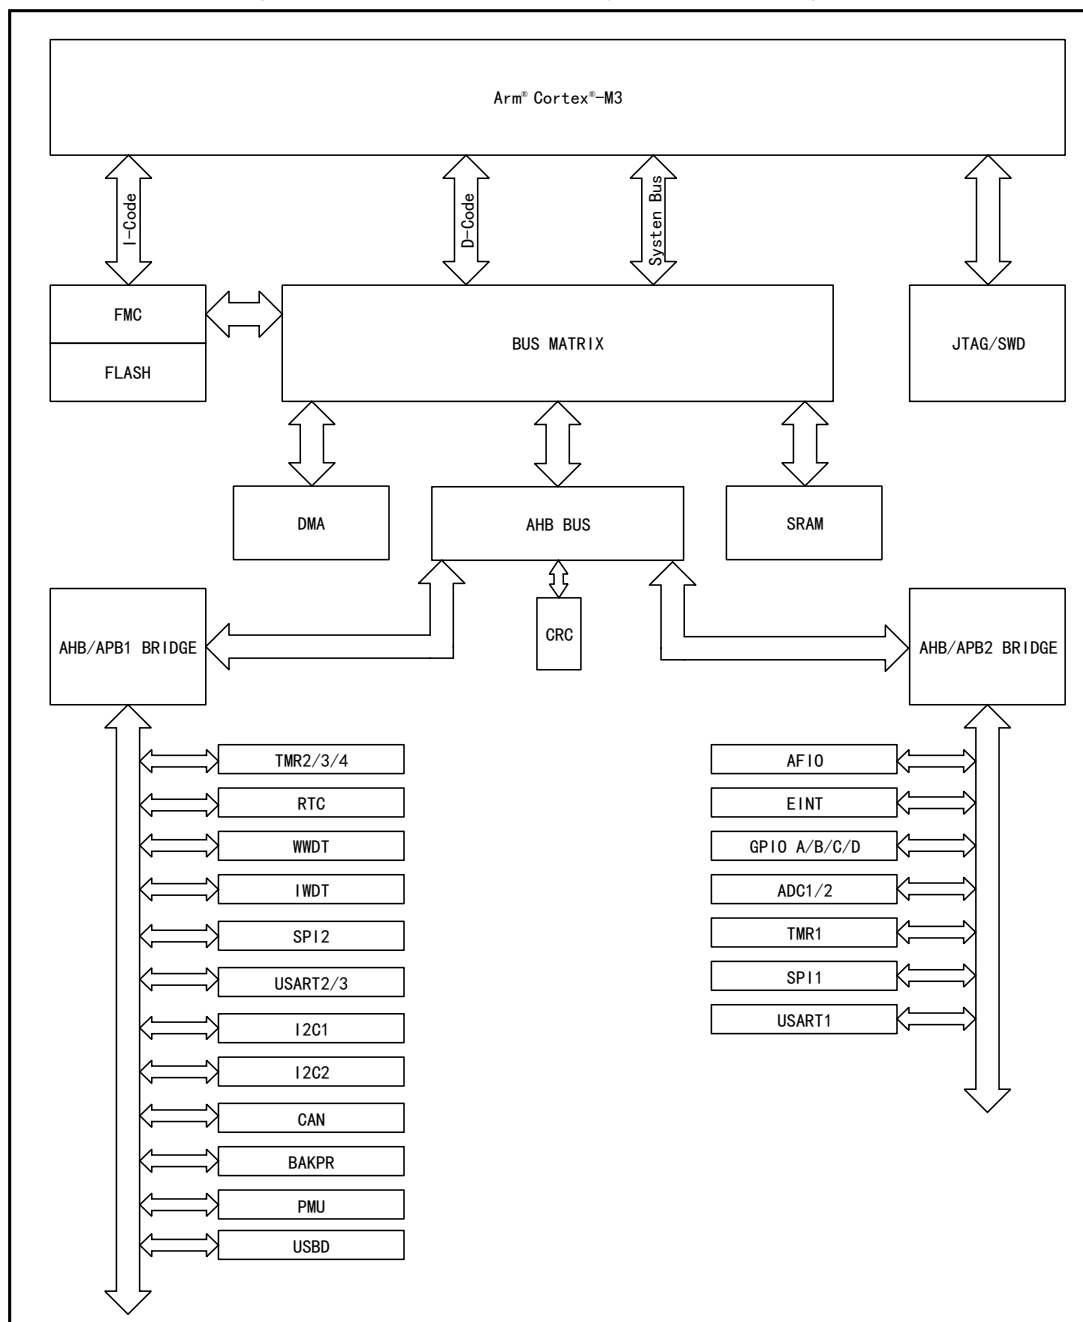 Arm® Cortex®-M3
I-Code
D-Code
Systen Bus
FMC
FLASH
BUS MATRIX
JTAG/SWD
DMA
AHB BUS
SRAM
CRC
AHB/APB1 BRIDGE
AHB/APB2 BRIDGE
TMR2/3/4
RTC
WWDT
IWDT
SPI2
USART2/3
I2C1
I2C2
CAN
BAKPR
PMU
USBD
AFIO
EINT
GPIO A/B/C/D
ADC1/2
TMR1
SPI1
USART1